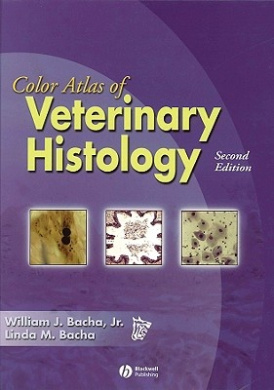 Color Atlas of
Veterinary
Histology
Second
Edition
William J. Bacha, Jr.
Linda M. Bacha
Blackwell
Publishing